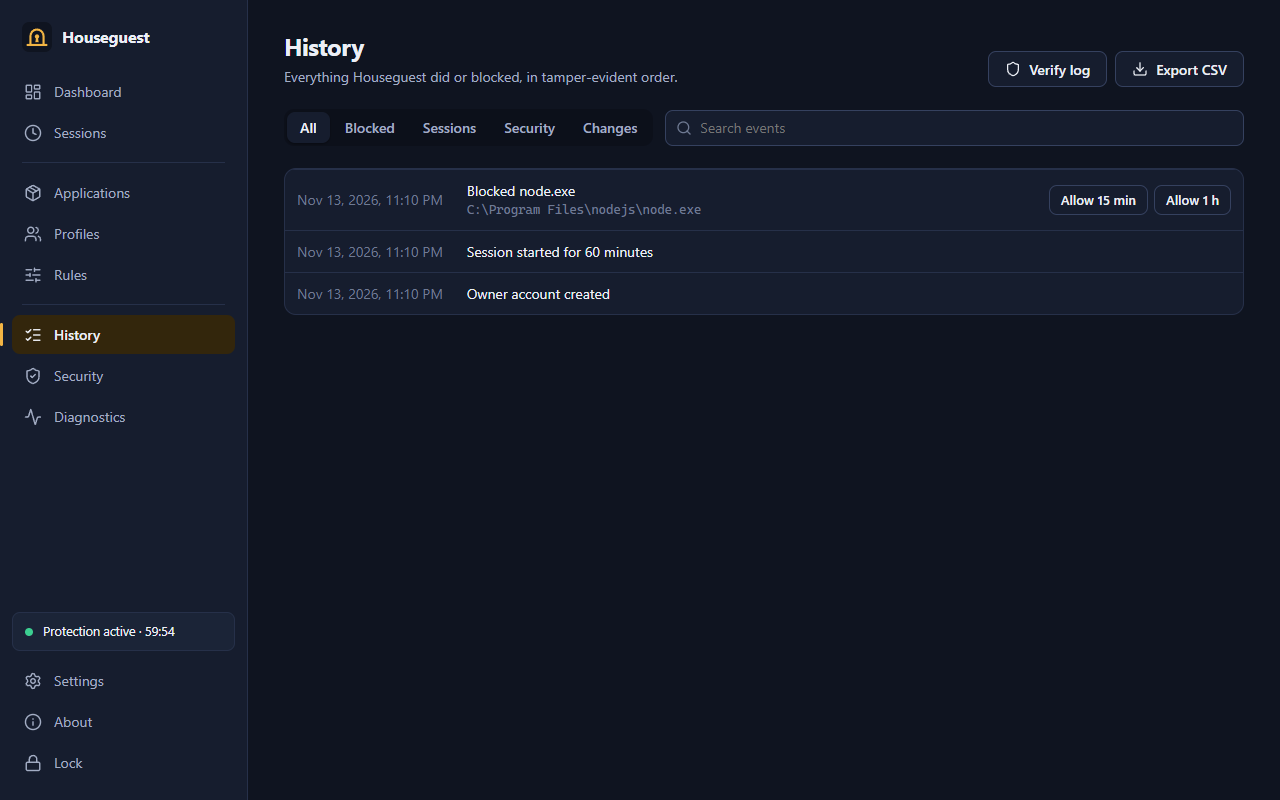 Houseguest
Dashboard
Sessions
Applications
Profiles
Rules
History
Security
Diagnostics
Protection active · 59:54
Settings
About
Lock
History
Everything Houseguest did or blocked, in tamper-evident order.
Verify log
Export CSV
All Blocked Sessions Security Changes
Search events
Nov 13, 2026, 11:10 PM Blocked node.exe
C:\Program Files\nodejs\node.exe
Allow 15 min Allow 1 h
Nov 13, 2026, 11:10 PM Session started for 60 minutes
Nov 13, 2026, 11:10 PM Owner account created